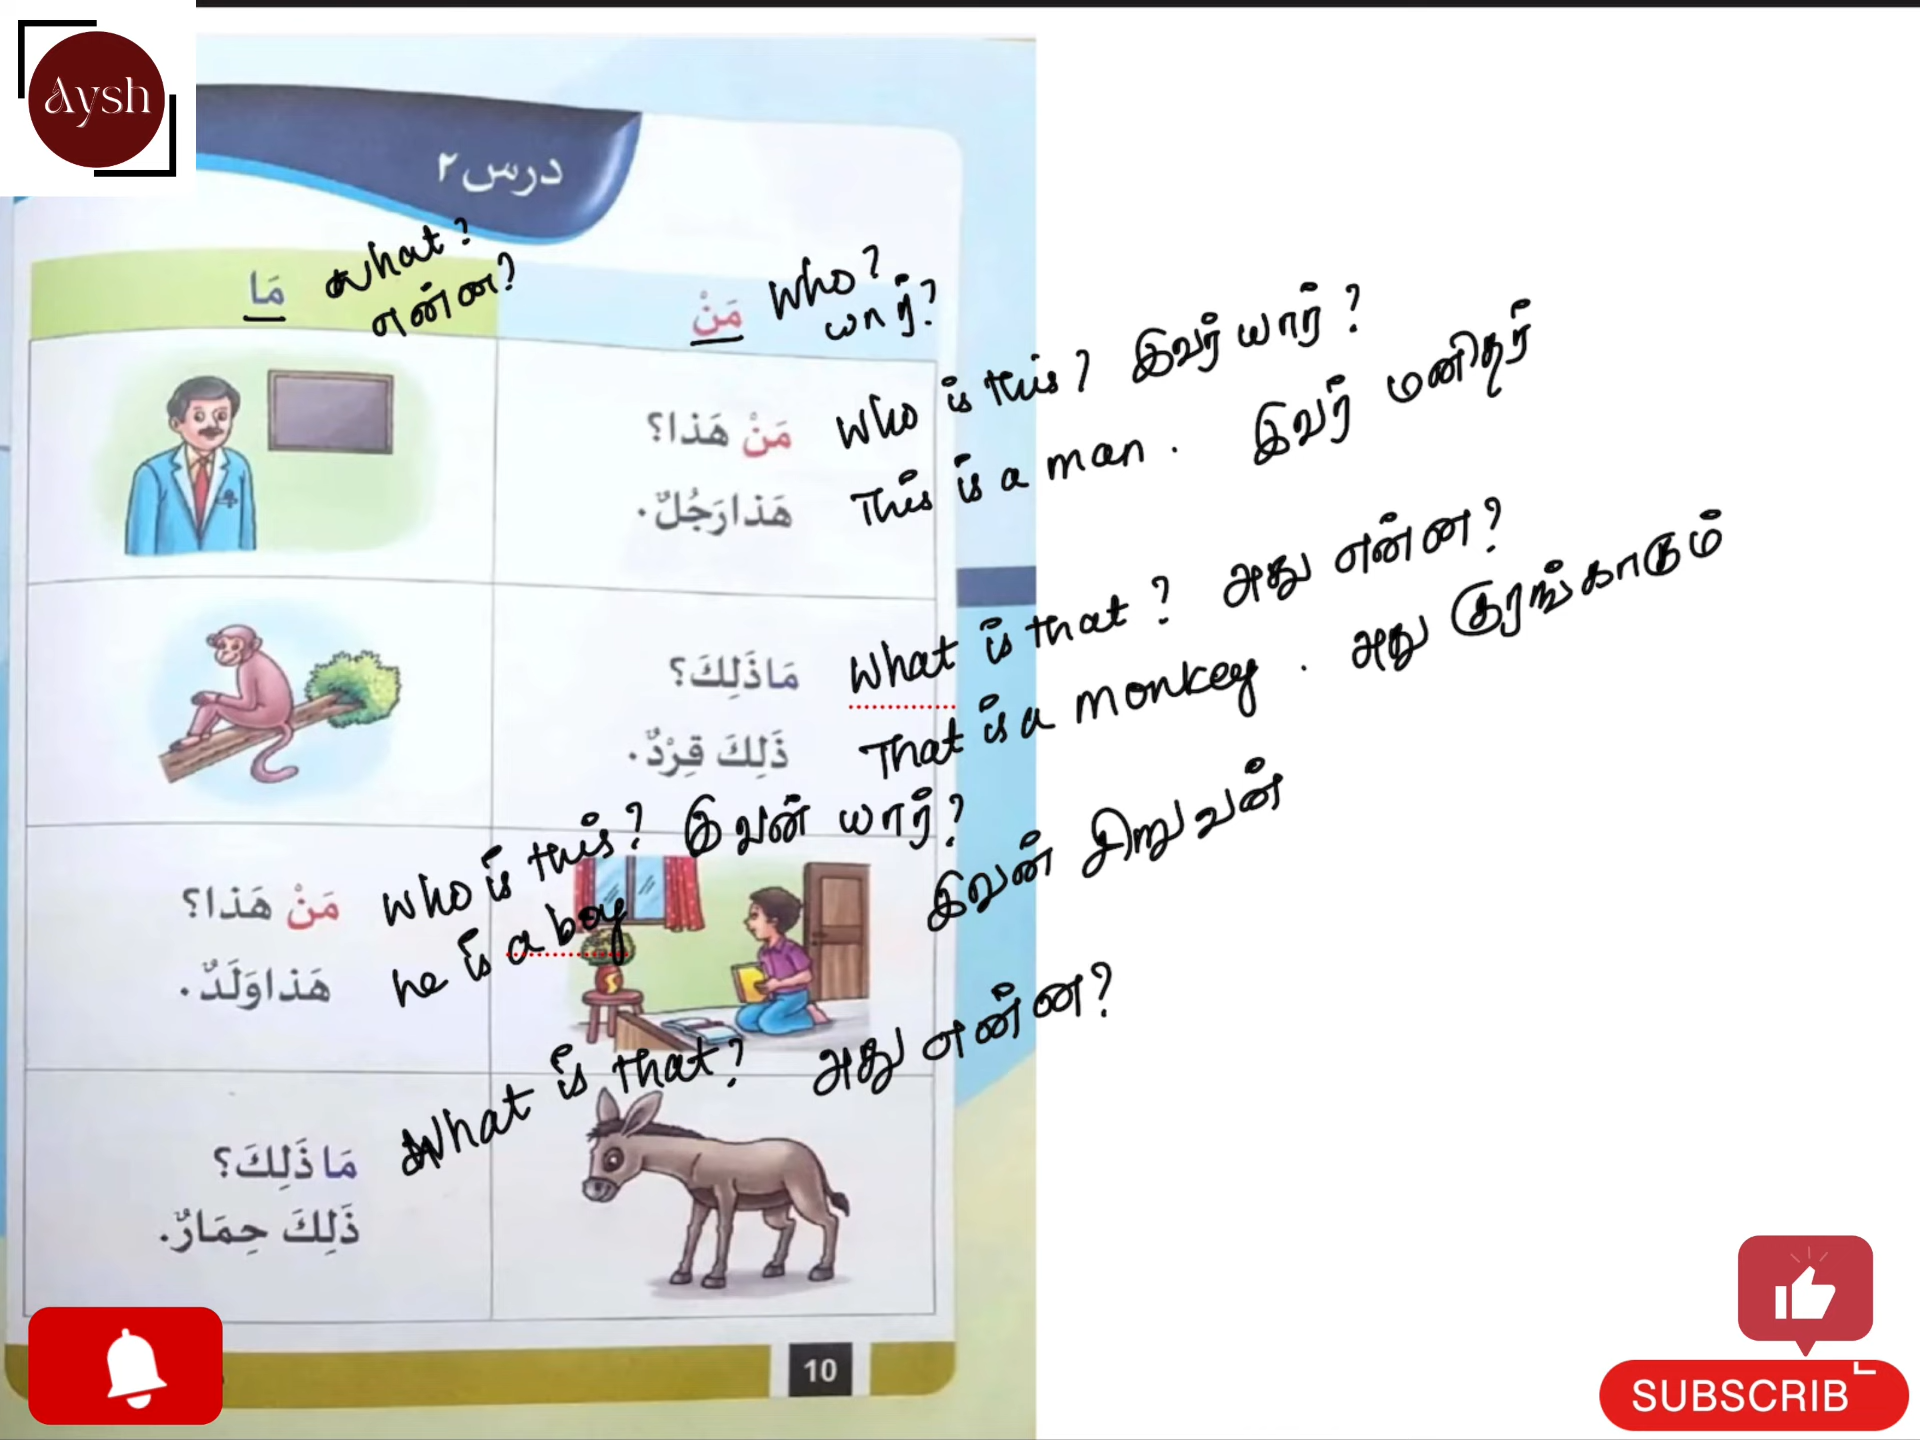 Aysh
درس ٢
مَنْ
Who?
யார்?
مَا
What?
என்ன?
مَنْ هَذا؟
Who is this? இவர் யார்?
هَذا رَجُلٌ.
This is a man. இவர் மனிதர்
مَا ذَلِكَ؟
What is that? அது என்ன?
ذَلِكَ قِرْدٌ.
That is a monkey. அது குரங்காகும்
مَنْ هَذا؟
Who is this? இவன் யார்?
هَذا وَلَدٌ.
he is a boy இவன் சிறுவன்
مَا ذَلِكَ؟
What is that? அது என்ன?
ذَلِكَ حِمَارٌ.
10
SUBSCRIB